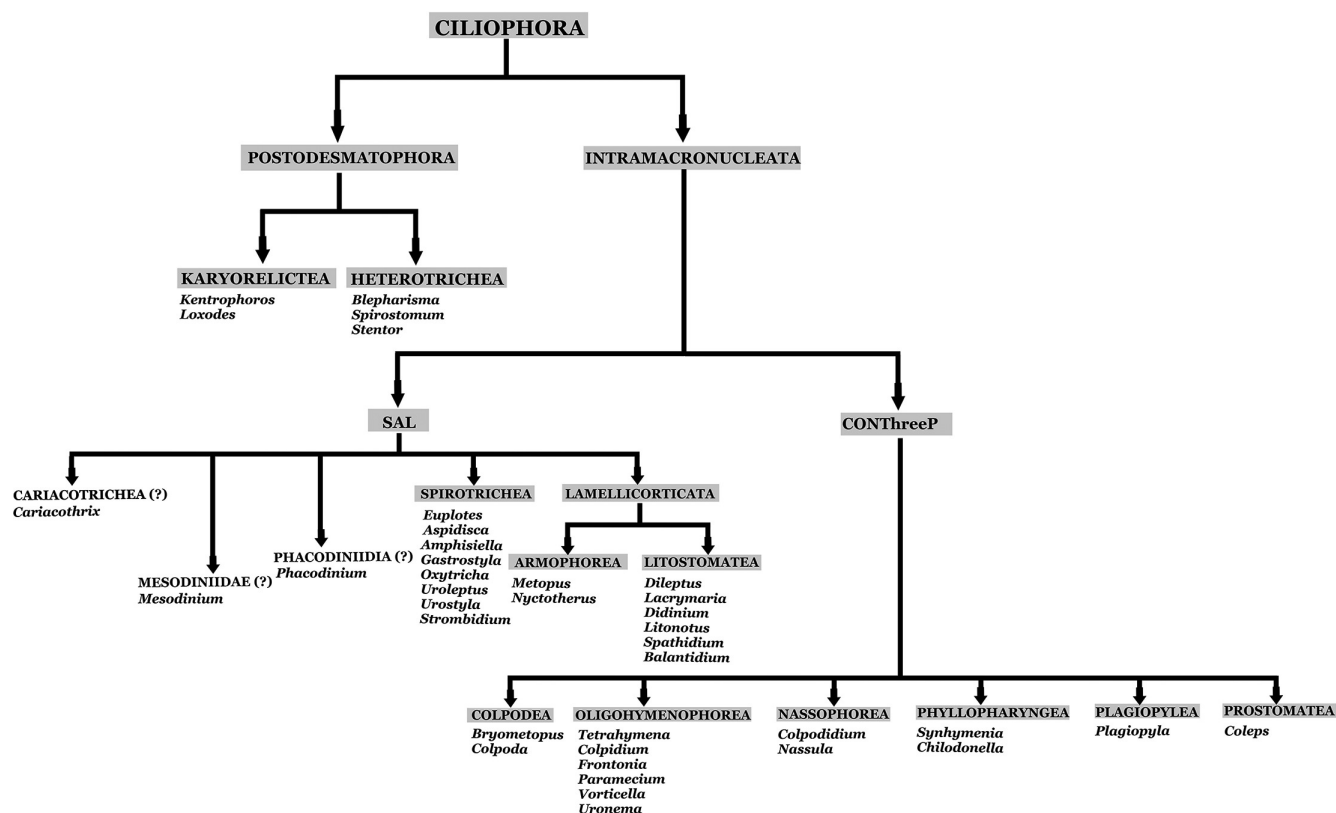 CILIOPHORA
POSTODESMATOPHORA
INTRAMACRONUCLEATA
KARYORELICTEA
Kentrophoros
Loxodes
HETEROTRICHEA
Blepharisma
Spirostomum
Stentor
SAL
CONThreeP
CARIACOTRICHEA (?)
Cariacothrix
MESODINIIDAE (?)
Mesodinium
PHACODINIIDIA (?)
Phacodinium
SPIROTRICHEA
Euplotes
Aspidisca
Amphisiella
Gastrostyla
Oxytricha
Uroleptus
Urostyla
Strombidium
LAMELLICORTICATA
ARMOPHOREA
Metopus
Nyctotherus
LITOSTOMATEA
Dileptus
Lacrymaria
Didinium
Litonotus
Spathidium
Balantidium
COLPODEA
Bryometopus
Colpoda
OLIGOHYMENOPHOREA
Tetrahymena
Colpidium
Frontonia
Paramecium
Vorticella
Uronema
NASSOPHOREA
Colpodidium
Nassula
PHYLLOPHARYNGEA
Synhymenia
Chilodonella
PLAGIOPYLEA
Plagiopyla
PROSTOMATEA
Coleps